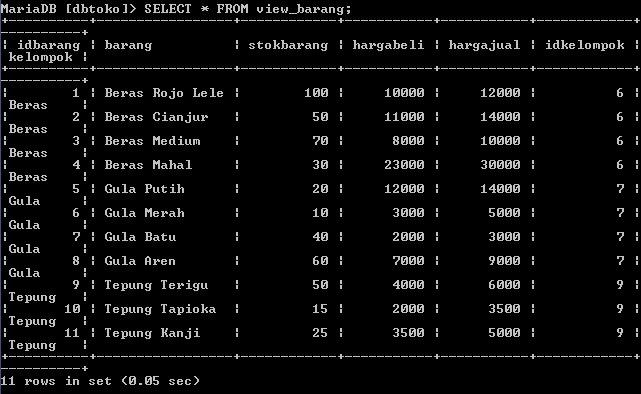 MariaDB [dbtoko]> SELECT * FROM view_barang;
+----------+-----------------+------------+-----------+-----------+------------+
-----------+
¦ idbarang ¦ barang          ¦ stokbarang ¦ hargabeli ¦ hargajual ¦ idkelompok ¦
 kelompok ¦
+----------+-----------------+------------+-----------+-----------+------------+
-----------+
¦        1 ¦ Beras Rojo Lele ¦        100 ¦     10000 ¦     12000 ¦          6 ¦
 Beras    ¦
¦        2 ¦ Beras Cianjur   ¦         50 ¦     11000 ¦     14000 ¦          6 ¦
 Beras    ¦
¦        3 ¦ Beras Medium    ¦         70 ¦      8000 ¦     10000 ¦          6 ¦
 Beras    ¦
¦        4 ¦ Beras Mahal     ¦         30 ¦     23000 ¦     30000 ¦          6 ¦
 Beras    ¦
¦        5 ¦ Gula Putih      ¦         20 ¦     12000 ¦     14000 ¦          7 ¦
 Gula     ¦
¦        6 ¦ Gula Merah      ¦         10 ¦      3000 ¦      5000 ¦          7 ¦
 Gula     ¦
¦        7 ¦ Gula Batu       ¦         40 ¦      2000 ¦      3000 ¦          7 ¦
 Gula     ¦
¦        8 ¦ Gula Aren       ¦         60 ¦      7000 ¦      9000 ¦          7 ¦
 Gula     ¦
¦        9 ¦ Tepung Terigu   ¦         50 ¦      4000 ¦      6000 ¦          9 ¦
 Tepung   ¦
¦       10 ¦ Tepung Tapioka  ¦         15 ¦      2000 ¦      3500 ¦          9 ¦
 Tepung   ¦
¦       11 ¦ Tepung Kanji    ¦         25 ¦      3500 ¦      5000 ¦          9 ¦
 Tepung   ¦
+----------+-----------------+------------+-----------+-----------+------------+
-----------+
11 rows in set (0.05 sec)